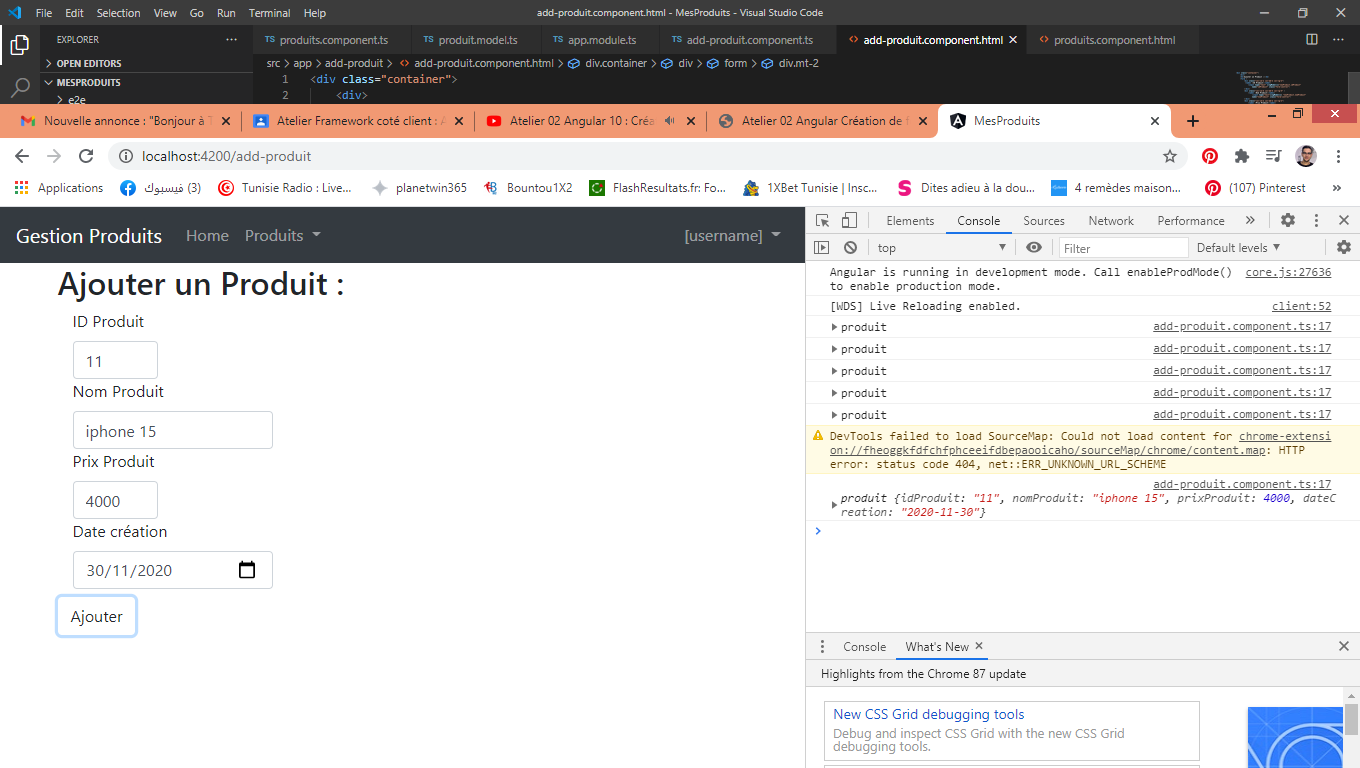 File Edit Selection View Go Run Terminal Help
add-produit.component.html - MesProduits - Visual Studio Code
EXPLORER ···
TS produits.component.ts TS produit.model.ts TS app.module.ts TS add-produit.component.ts <> add-produit.component.html <> produits.component.html
OPEN EDITORS
src > app > add-produit > <> add-produit.component.html > div.container > div > form > div.mt-2
MESPRODUITS
1 <div class="container">
e2e
2 <div>
Nouvelle annonce : "Bonjour à T
Atelier Framework coté client : A
Atelier 02 Angular 10 : Créa
Atelier 02 Angular Création de f
MesProduits
localhost:4200/add-produit
Applications
(3) فيسبوك
Tunisie Radio : Live...
planetwin365
Bountou1X2
FlashResultats.fr: Fo...
1XBet Tunisie | Insc...
Dites adieu à la dou...
4 remèdes maison...
(107) Pinterest
»
Gestion Produits Home Produits [username]
Ajouter un Produit :
ID Produit
11
Nom Produit
iphone 15
Prix Produit
4000
Date création
30/11/2020
Ajouter
Elements Console Sources Network Performance »
top Filter Default levels
Angular is running in development mode. Call enableProdMode() core.js:27636
to enable production mode.
[WDS] Live Reloading enabled. client:52
produit add-produit.component.ts:17
produit add-produit.component.ts:17
produit add-produit.component.ts:17
produit add-produit.component.ts:17
produit add-produit.component.ts:17
DevTools failed to load SourceMap: Could not load content for chrome-extensi
on://fheoggkfdfchfphceeifdbepaooicaho/sourceMap/chrome/content.map: HTTP
error: status code 404, net::ERR_UNKNOWN_URL_SCHEME
add-produit.component.ts:17
produit {idProduit: "11", nomProduit: "iphone 15", prixProduit: 4000, dateC
reation: "2020-11-30"}
Console What's New
Highlights from the Chrome 87 update
New CSS Grid debugging tools
Debug and inspect CSS Grid with the new CSS Grid
debugging tools.